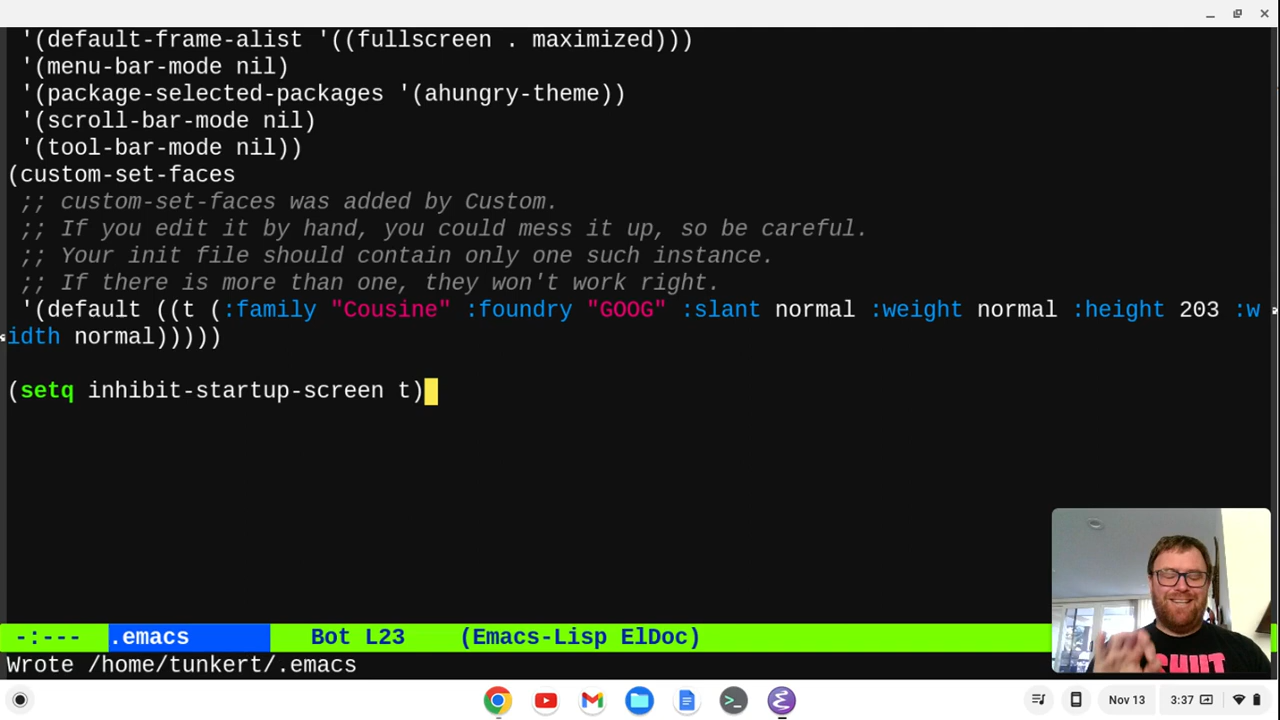 '(default-frame-alist '((fullscreen . maximized)))
'(menu-bar-mode nil)
'(package-selected-packages '(ahungry-theme))
'(scroll-bar-mode nil)
'(tool-bar-mode nil))
(custom-set-faces
;; custom-set-faces was added by Custom.
;; If you edit it by hand, you could mess it up, so be careful.
;; Your init file should contain only one such instance.
;; If there is more than one, they won't work right.
'(default ((t (:family "Cousine" :foundry "GOOG" :slant normal :weight normal :height 203 :w
idth normal)))))
(setq inhibit-startup-screen t)
-:--- .emacs Bot L23 (Emacs-Lisp ElDoc)
Wrote /home/tunkert/.emacs
Nov 13 3:37